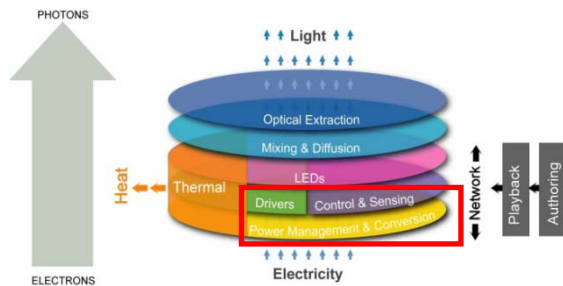 PHOTONS
Light
Optical Extraction
Mixing & Diffusion
LEDs
Heat
Thermal
Drivers
Control & Sensing
Power Management & Conversion
Network
Playback
Authoring
Electricity
ELECTRONS